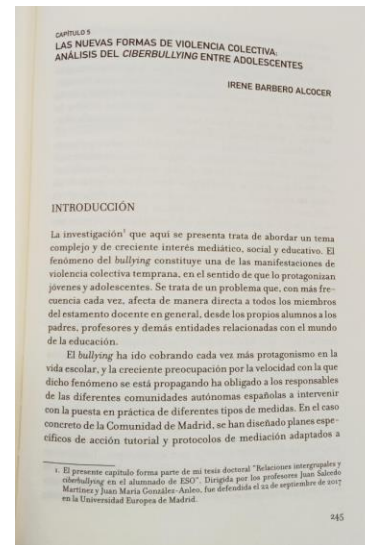 CAPÍTULO 5
LAS NUEVAS FORMAS DE VIOLENCIA COLECTIVA:
ANÁLISIS DEL CIBERBULLYING ENTRE ADOLESCENTES
IRENE BARBERO ALCOCER
INTRODUCCIÓN
La investigación¹ que aquí se presenta trata de abordar un tema
complejo y de creciente interés mediático, social y educativo. El
fenómeno del bullying constituye una de las manifestaciones de
violencia colectiva temprana, en el sentido de que lo protagonizan
jóvenes y adolescentes. Se trata de un problema que, con más fre-
cuencia cada vez, afecta de manera directa a todos los miembros
del estamento docente en general, desde los propios alumnos a los
padres, profesores y demás entidades relacionadas con el mundo
de la educación.
El bullying ha ido cobrando cada vez más protagonismo en la
vida escolar, y la creciente preocupación por la velocidad con la que
dicho fenómeno se está propagando ha obligado a los responsables
de las diferentes comunidades autónomas españolas a intervenir
con la puesta en práctica de diferentes tipos de medidas. En el caso
concreto de la Comunidad de Madrid, se han diseñado planes espe-
cíficos de acción tutorial y protocolos de mediación adaptados a
1. El presente capítulo forma parte de mi tesis doctoral "Relaciones intergrupales y
ciberbullying en el alumnado de ESO". Dirigida por los profesores Juan Salcedo
Martínez y Juan María González-Anleo, fue defendida el 22 de septiembre de 2017
en la Universidad Europea de Madrid.
245